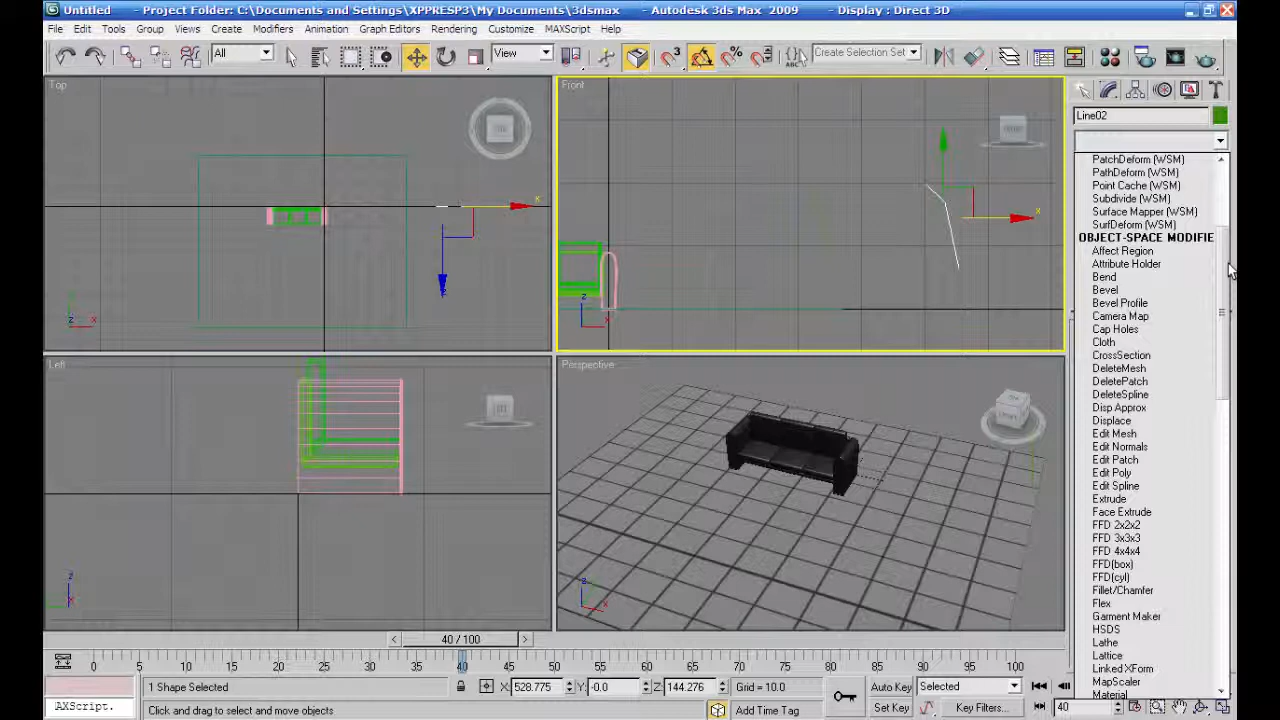 Untitled - Project Folder: C:\Documents and Settings\XPPRESP3\My Documents\3dsmax - Autodesk 3ds Max 2009 - Display : Direct 3D
File Edit Tools Group Views Create Modifiers Animation Graph Editors Rendering Customize MAXScript Help
All View Create Selection Set
Top
Front
Line02
PatchDeform (WSM)
PathDeform (WSM)
Point Cache (WSM)
Subdivide (WSM)
Surface Mapper (WSM)
SurfDeform (WSM)
OBJECT-SPACE MODIFIE
Affect Region
Attribute Holder
Bend
Bevel
Bevel Profile
Camera Map
Cap Holes
Cloth
CrossSection
DeleteMesh
DeletePatch
DeleteSpline
Disp Approx
Displace
Edit Mesh
Edit Normals
Edit Patch
Edit Poly
Edit Spline
Extrude
Face Extrude
FFD 2x2x2
FFD 3x3x3
FFD 4x4x4
FFD(box)
FFD(cyl)
Fillet/Chamfer
Flex
Garment Maker
HSDS
Lathe
Lattice
Linked XForm
MapScaler
Material
Left
Perspective
40 / 100
0 5 10 15 20 25 30 35 40 45 50 55 60 65 70 75 80 85 90 95 100
1 Shape Selected X: 528.775 Y: -0.0 Z: 144.276 Grid = 10.0 Auto Key Selected
AXScript. Click and drag to select and move objects Add Time Tag Set Key Key Filters... 40